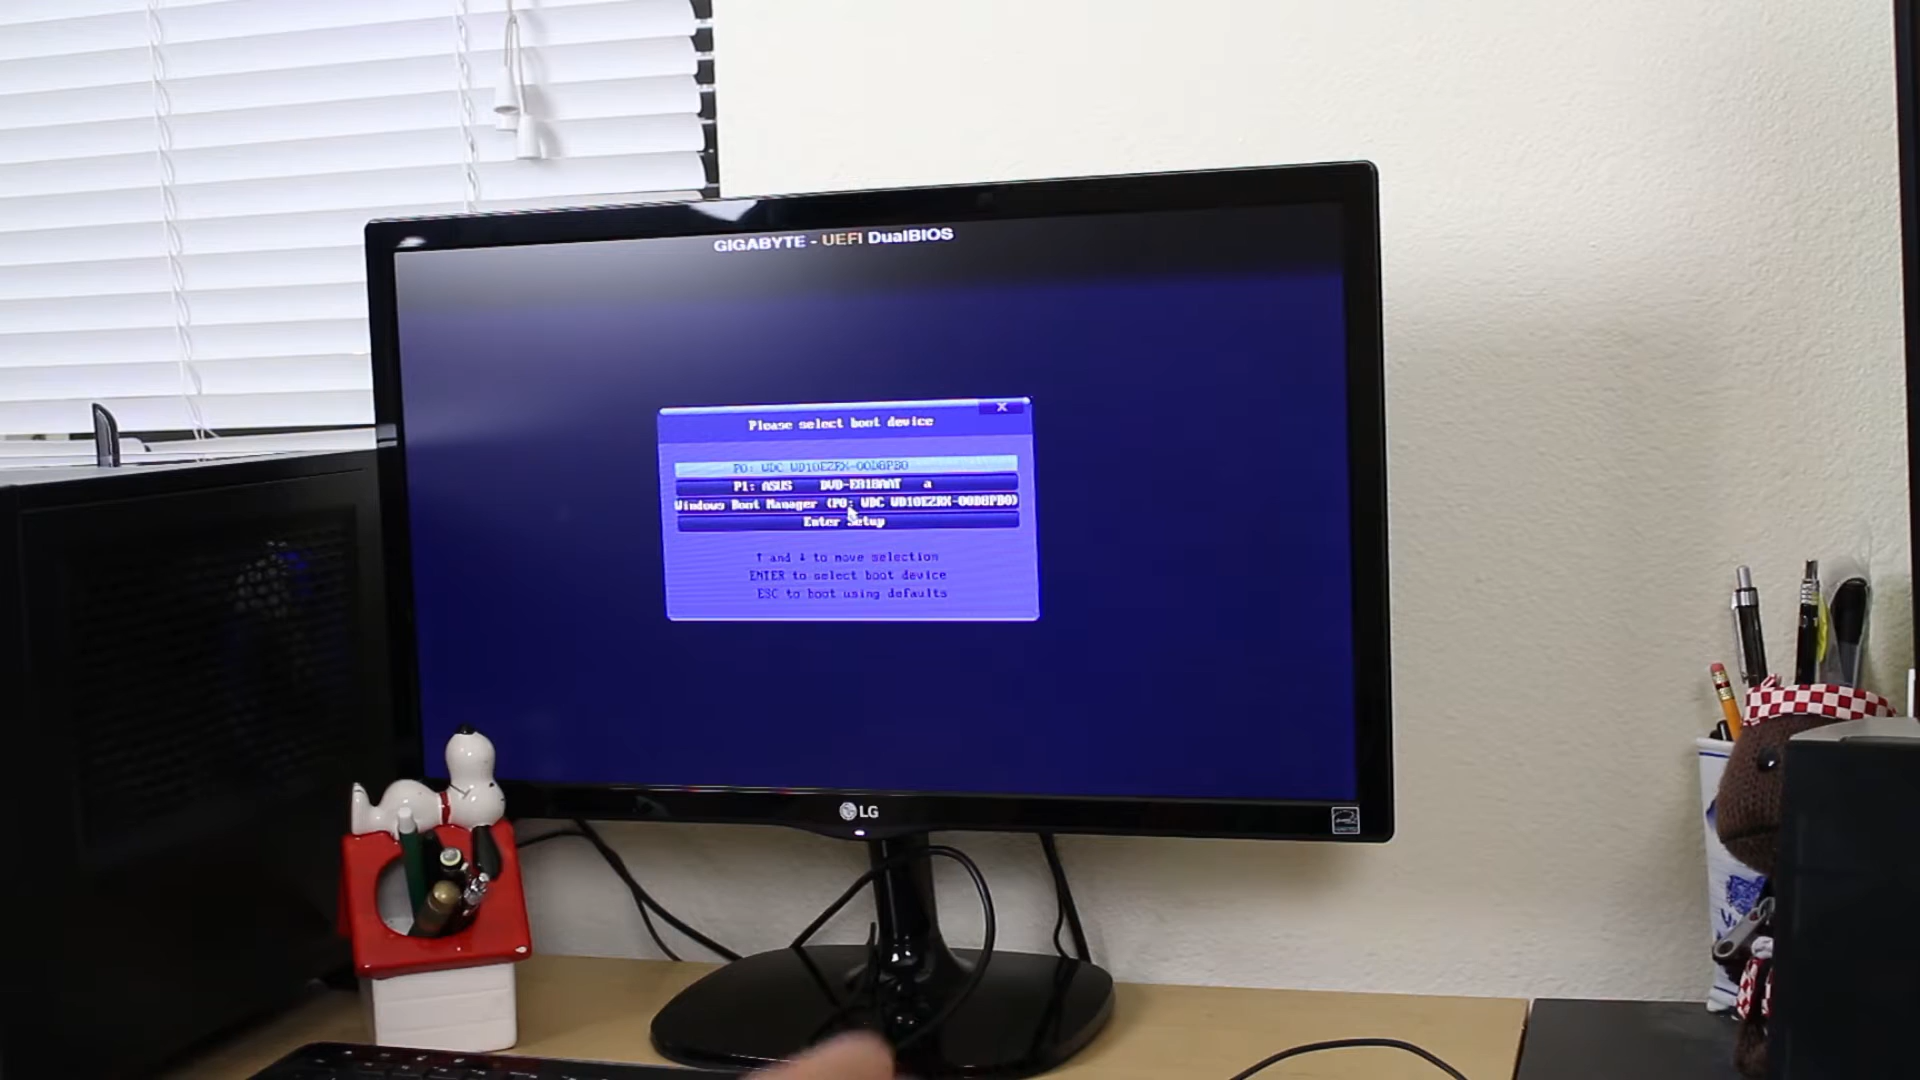 GIGABYTE - UEFI DualBIOS
X
Please select boot device
P0: WDC WD10EZRX-00D8PB0
P1: ASUS DVD-E818AAT a
Windows Boot Manager (P0: WDC WD10EZRX-00D8PB0)
Enter Setup
↑ and ↓ to move selection
ENTER to select boot device
ESC to boot using defaults
LG